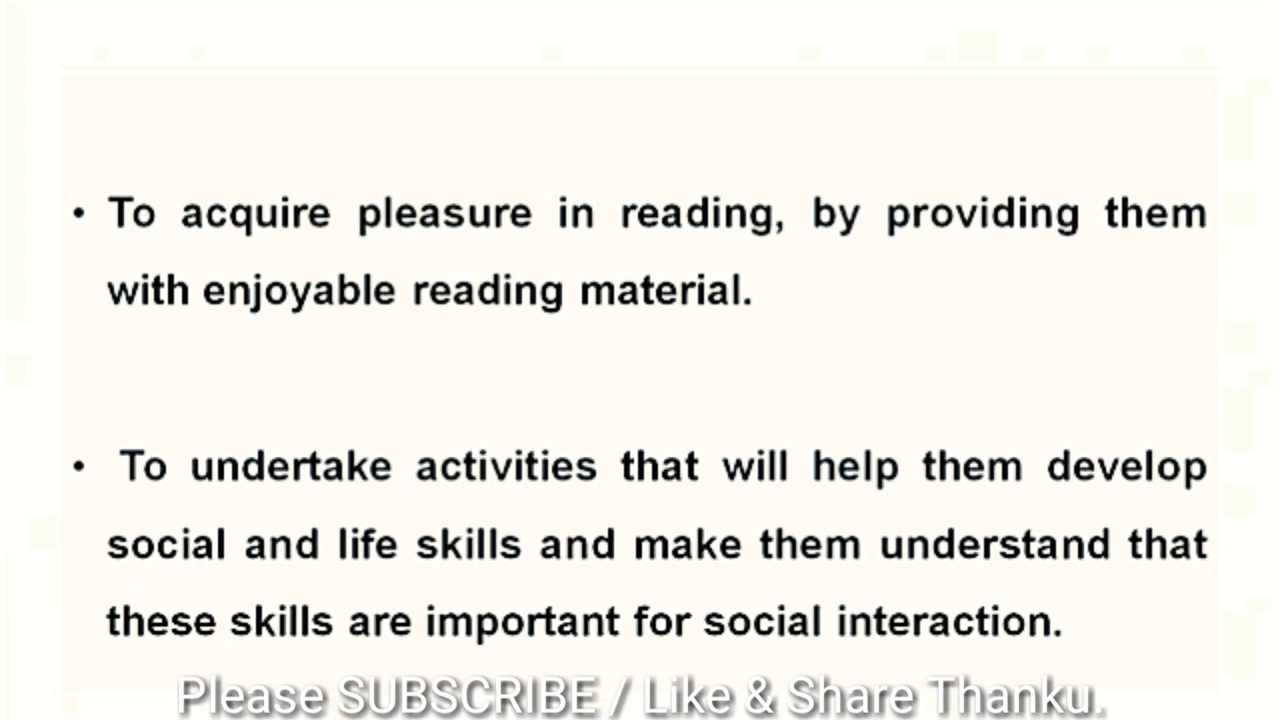 • To acquire pleasure in reading, by providing them
with enjoyable reading material.
• To undertake activities that will help them develop
social and life skills and make them understand that
these skills are important for social interaction.
Please SUBSCRIBE / Like & Share Thanku.